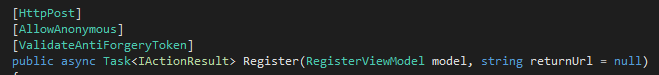 [HttpPost]
[AllowAnonymous]
[ValidateAntiForgeryToken]
public async Task<IActionResult> Register(RegisterViewModel model, string returnUrl = null)
{